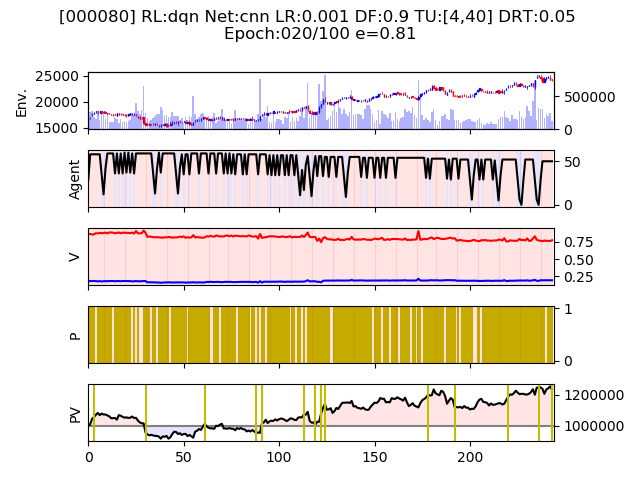 [000080] RL:dqn Net:cnn LR:0.001 DF:0.9 TU:[4,40] DRT:0.05
Epoch:020/100 e=0.81
Env.
25000
20000
15000
500000
0
Agent
50
0
V
0.75
0.50
0.25
P
1
0
PV
1200000
1000000
0
50
100
150
200